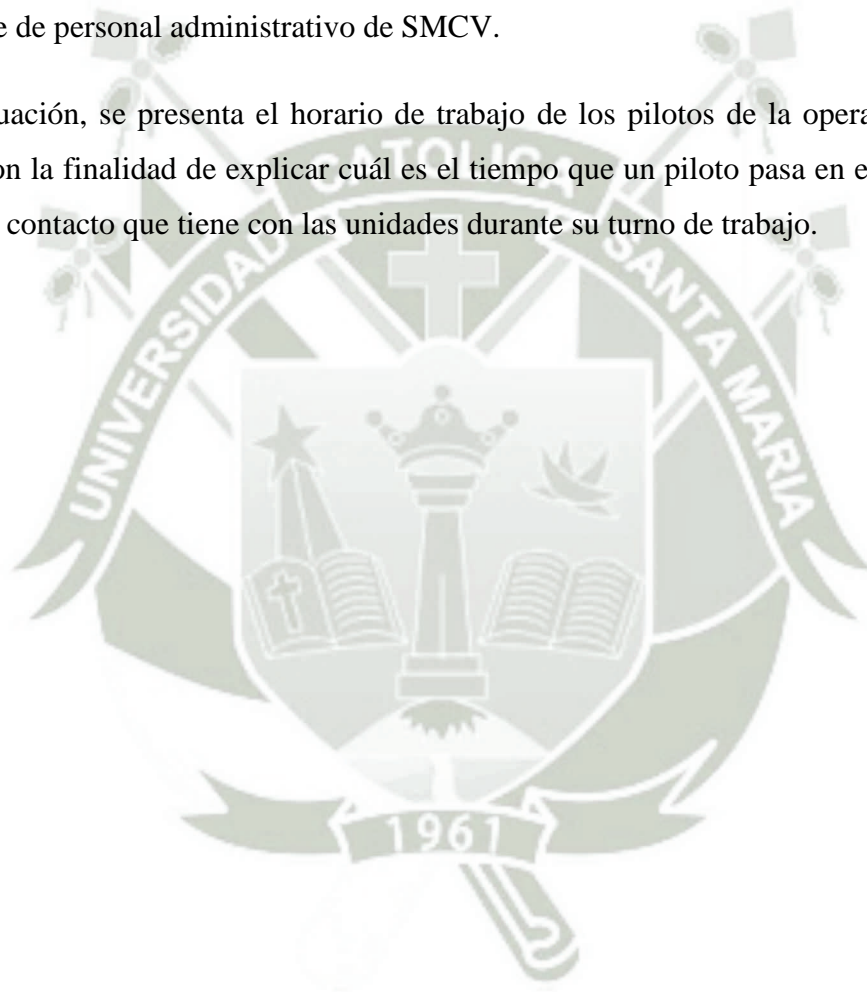 e de personal administrativo de SMCV.
uación, se presenta el horario de trabajo de los pilotos de la opera
on la finalidad de explicar cuál es el tiempo que un piloto pasa en e
contacto que tiene con las unidades durante su turno de trabajo.
UNIVERSIDAD CATOLICA SANTA MARIA
1961